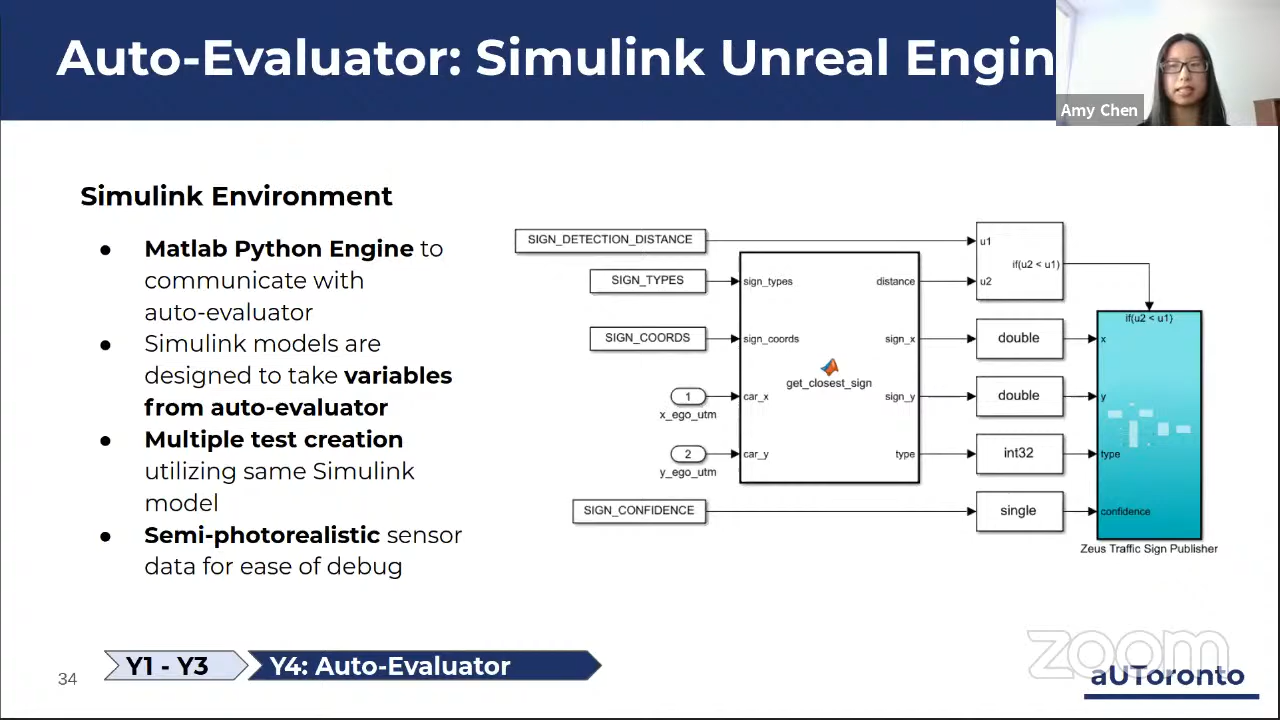 Auto-Evaluator: Simulink Unreal Engin
Amy Chen
Simulink Environment
● Matlab Python Engine to
communicate with
auto-evaluator
● Simulink models are
designed to take variables
from auto-evaluator
● Multiple test creation
utilizing same Simulink
model
● Semi-photorealistic sensor
data for ease of debug
SIGN_DETECTION_DISTANCE
SIGN_TYPES
SIGN_COORDS
1
x_ego_utm
2
y_ego_utm
SIGN_CONFIDENCE
sign_types
sign_coords
car_x
car_y
get_closest_sign
distance
sign_x
sign_y
type
u1
u2
if(u2 < u1)
double
double
int32
single
if(u2 < u1)
x
y
type
confidence
Zeus Traffic Sign Publisher
34
Y1 - Y3
Y4: Auto-Evaluator
zoom
aUToronto